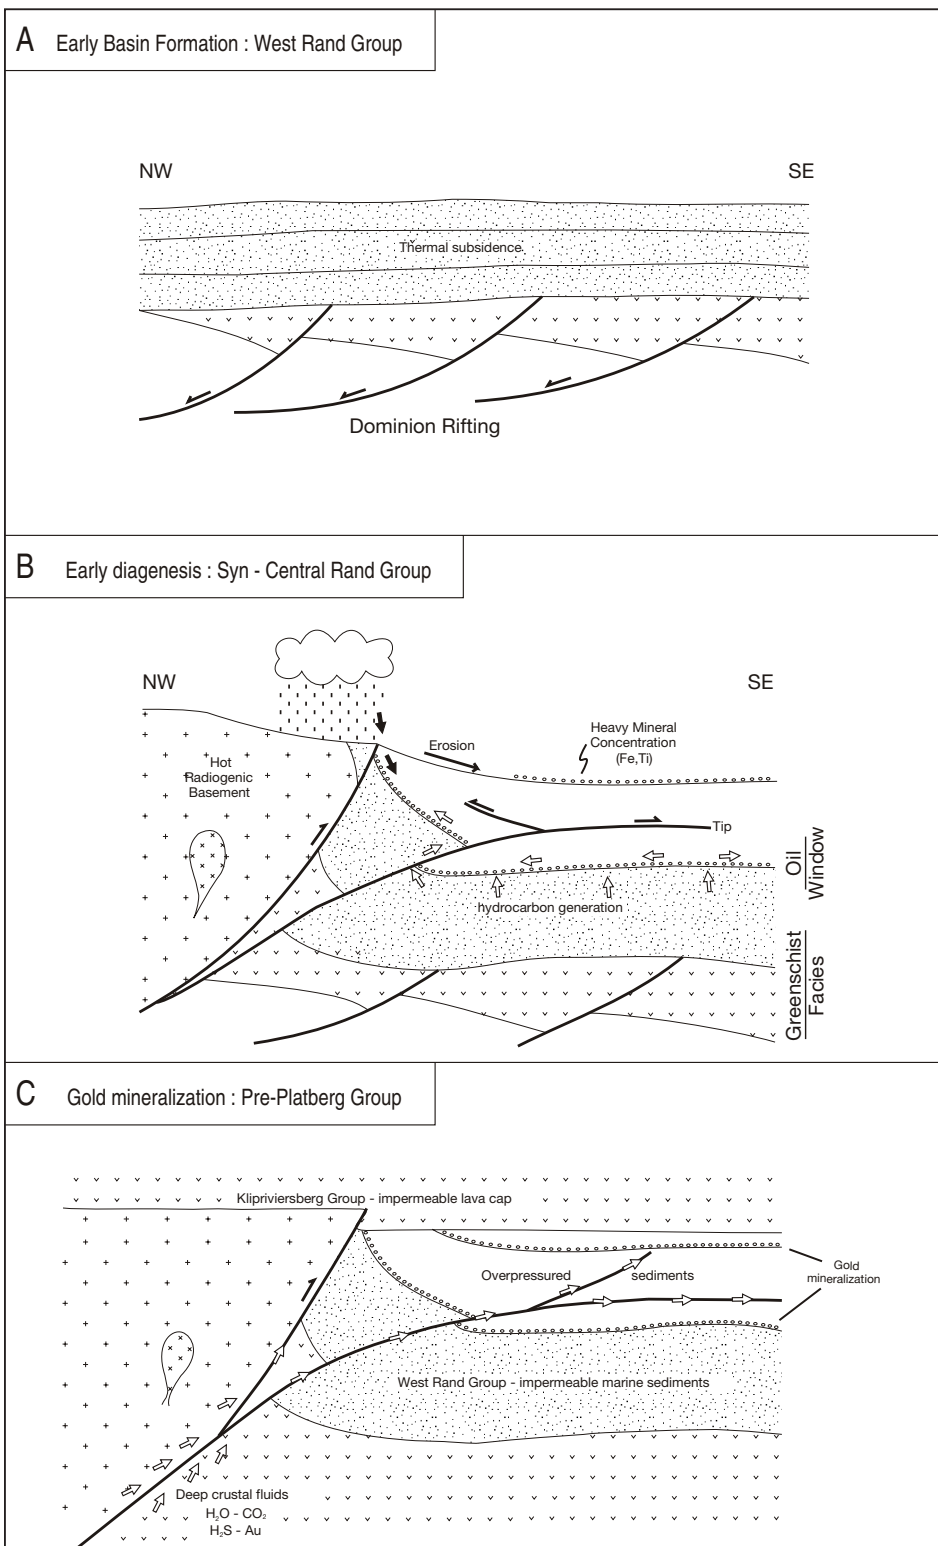 A Early Basin Formation : West Rand Group
NW
SE
Thermal subsidence
Dominion Rifting
B Early diagenesis : Syn - Central Rand Group
NW
SE
Erosion
Heavy Mineral
Concentration
(Fe,Ti)
Hot
Radiogenic
Basement
Tip
Oil
Window
hydrocarbon generation
Greenschist
Facies
C Gold mineralization : Pre-Platberg Group
Klipriviersberg Group - impermeable lava cap
Overpressured sediments
Gold
mineralization
West Rand Group - impermeable marine sediments
Deep crustal fluids
H₂O - CO₂
H₂S - Au